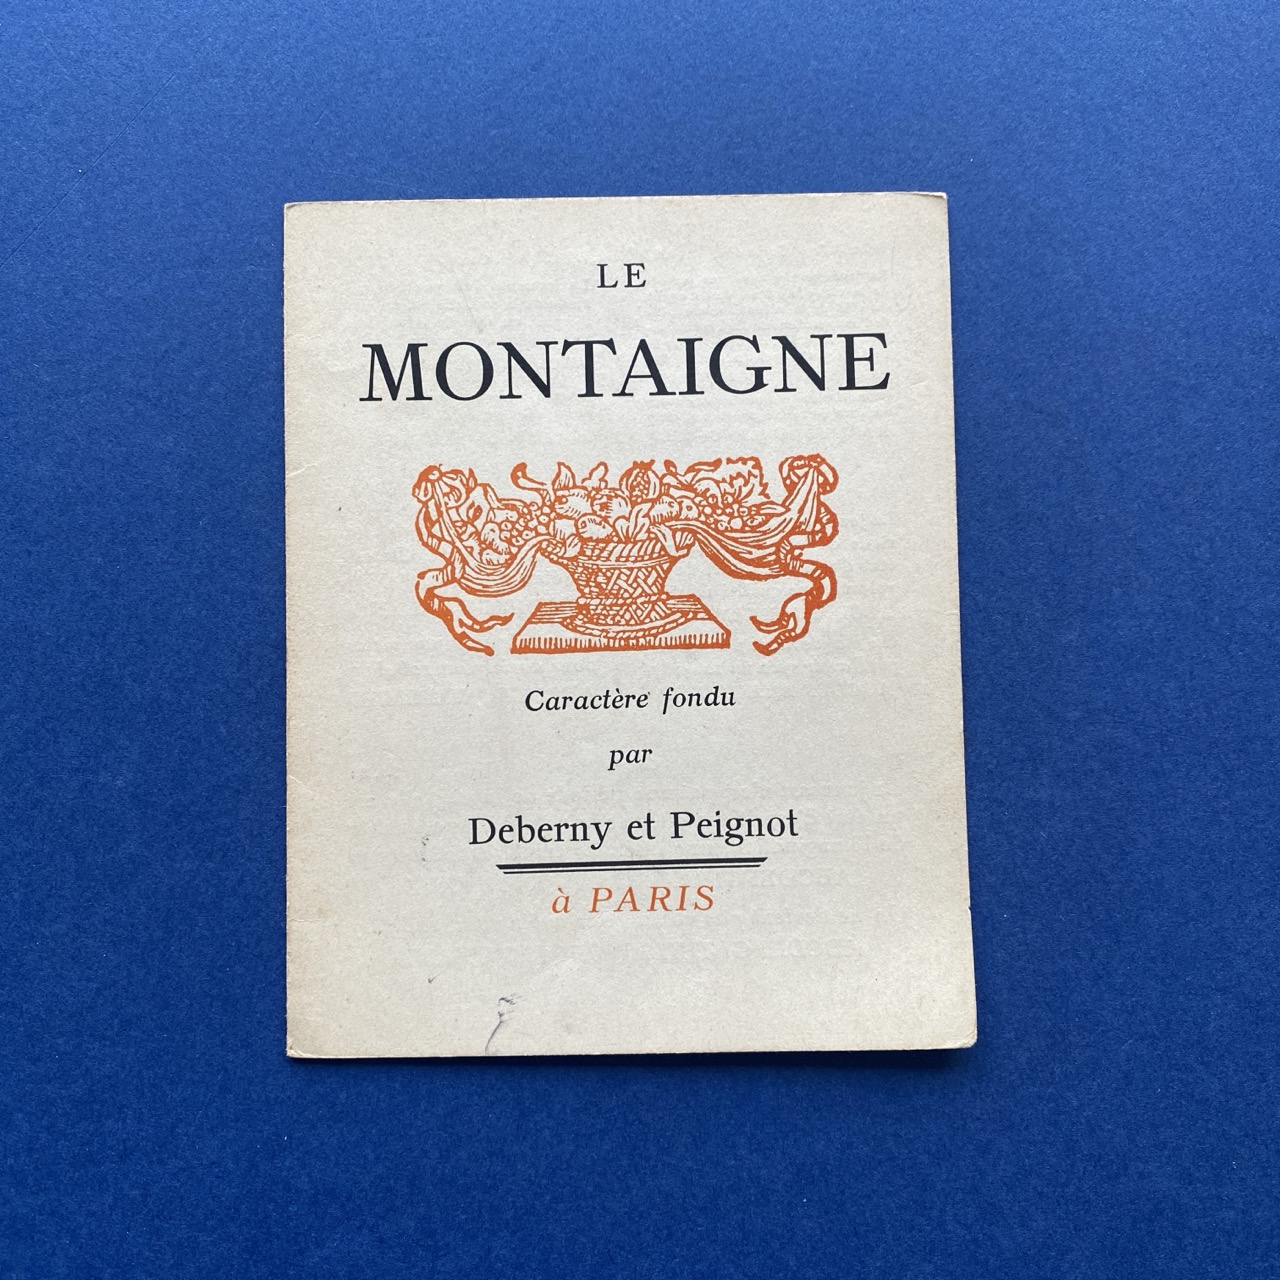 LE
MONTAIGNE
Caractère fondu
par
Deberny et Peignot
à PARIS